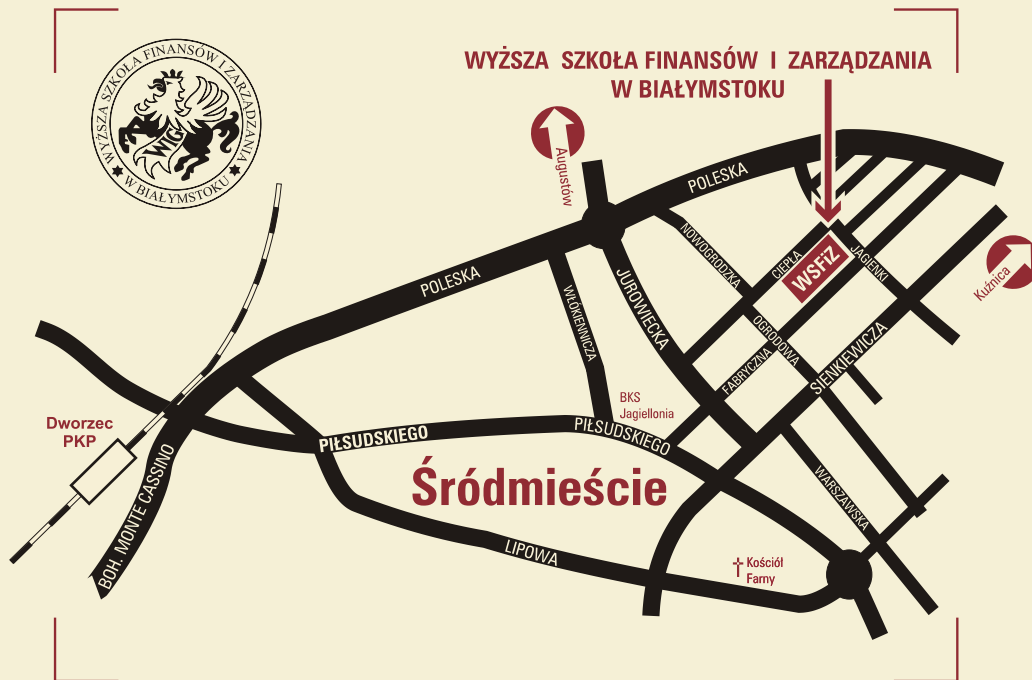 WYŻSZA SZKOŁA FINANSÓW I ZARZĄDZANIA
W BIAŁYMSTOKU
WIG
WYŻSZA SZKOŁA FINANSÓW I ZARZĄDZANIA
W BIAŁYMSTOKU
Augustów
POLESKA
NOWOGRODZKA
CIEPŁA
WSFiZ
JAGIENKI
Kuźnica
POLESKA
WŁÓKIENNICZA
JUROWIECKA
OGRODOWA
FABRYCZNA
SIENKIEWICZA
BKS
Jagiellonia
Dworzec
PKP
PIŁSUDSKIEGO
PIŁSUDSKIEGO
Śródmieście
WARSZAWSKA
BOH. MONTE CASSINO
LIPOWA
Kościół
Farny